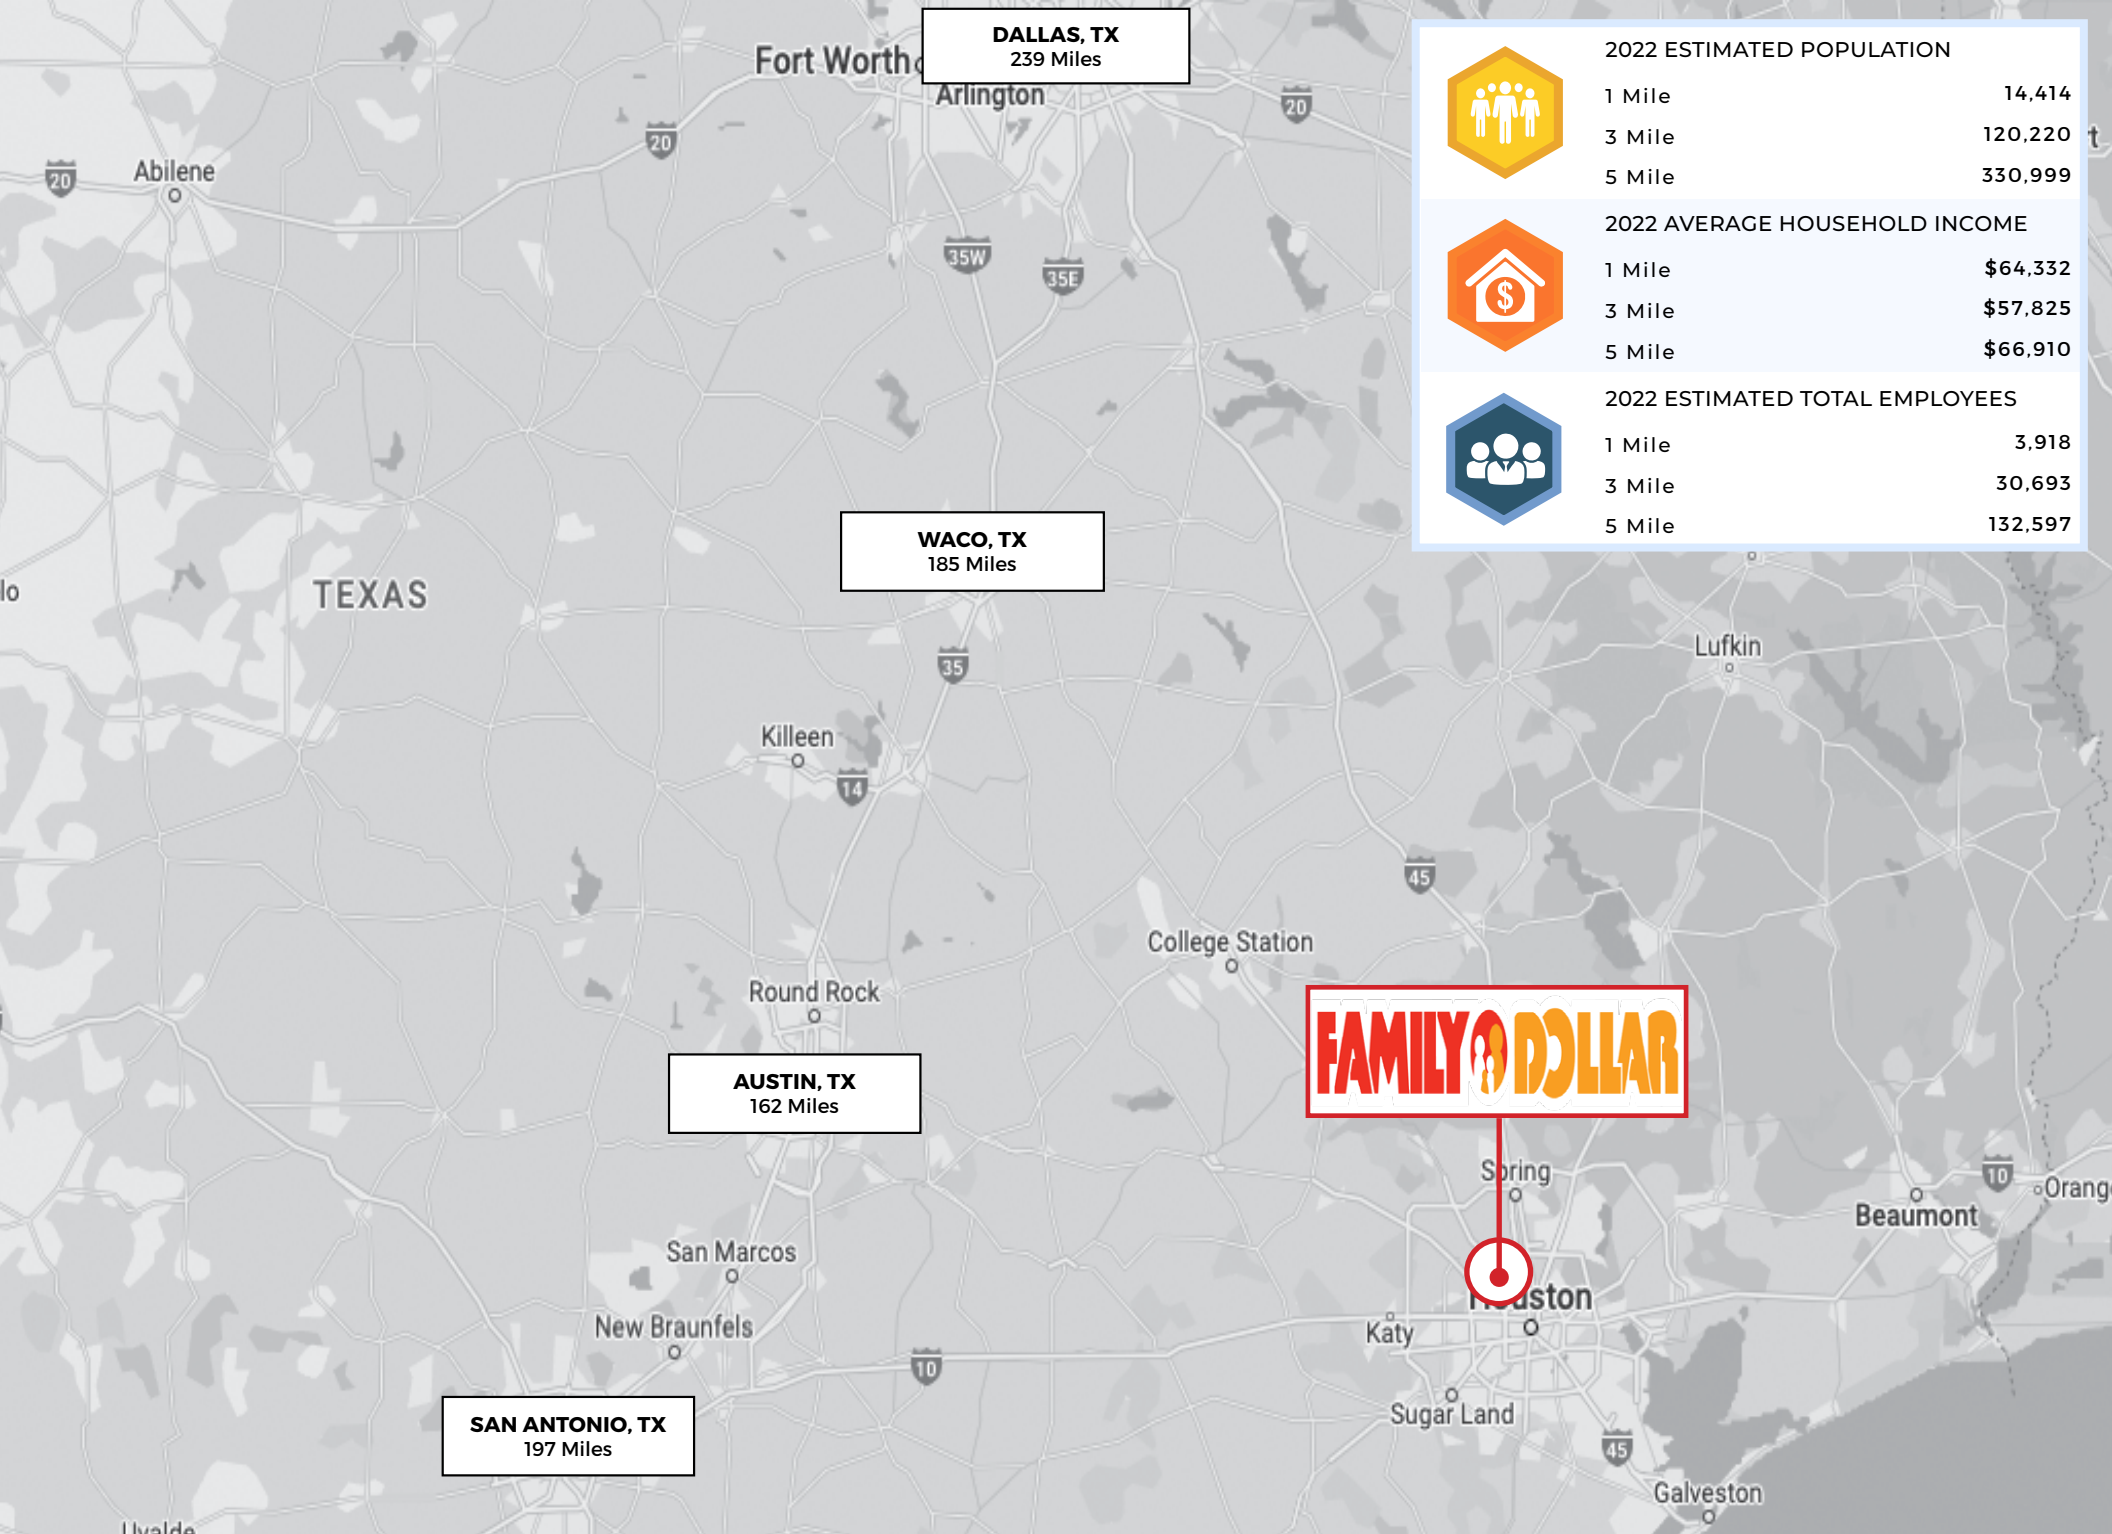 DALLAS, TX
239 Miles
Fort Worth
Arlington
20
20
20
Abilene
35W
35E
2022 ESTIMATED POPULATION
1 Mile 14,414
3 Mile 120,220
5 Mile 330,999
2022 AVERAGE HOUSEHOLD INCOME
1 Mile $64,332
3 Mile $57,825
5 Mile $66,910
2022 ESTIMATED TOTAL EMPLOYEES
1 Mile 3,918
3 Mile 30,693
5 Mile 132,597
WACO, TX
185 Miles
TEXAS
lo
35
Lufkin
Killeen
14
45
College Station
Round Rock
FAMILY DOLLAR
AUSTIN, TX
162 Miles
Spring
10
Orang
Beaumont
San Marcos
Houston
New Braunfels
Katy
10
SAN ANTONIO, TX
197 Miles
Sugar Land
45
Galveston
Uvalde